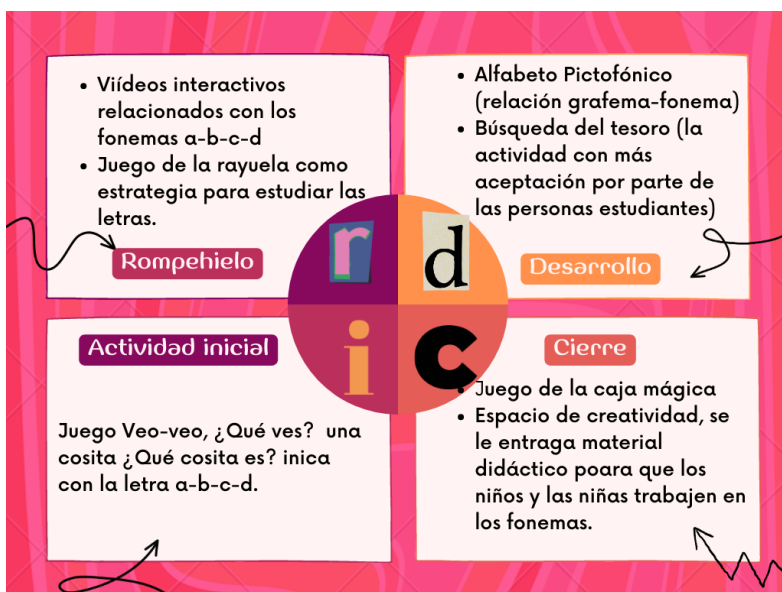 • Viídeos interactivos
relacionados con los
fonemas a-b-c-d
• Juego de la rayuela como
estrategia para estudiar las
letras.
Rompehielo
• Alfabeto Pictofónico
(relación grafema-fonema)
• Búsqueda del tesoro (la
actividad con más
aceptación por parte de
las personas estudiantes)
Desarrollo
r
d
i
c
Actividad inicial
Juego Veo-veo, ¿Qué ves? una
cosita ¿Qué cosita es? inica
con la letra a-b-c-d.
Cierre
• Juego de la caja mágica
• Espacio de creatividad, se
le entraga material
didáctico poara que los
niños y las niñas trabajen en
los fonemas.